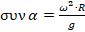 συν α = ω²·R / g